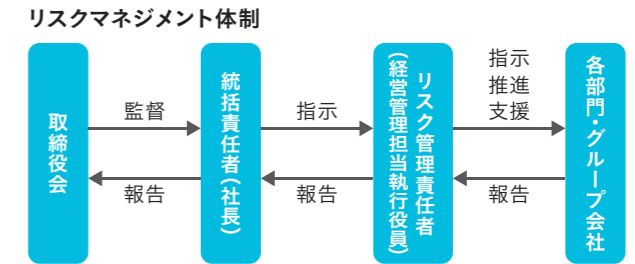 リスクマネジメント体制
取締役会
監督
報告
統括責任者(社長)
指示
報告
リスク管理責任者
(経営管理担当執行役員)
指示
推進
支援
報告
各部門・グループ会社